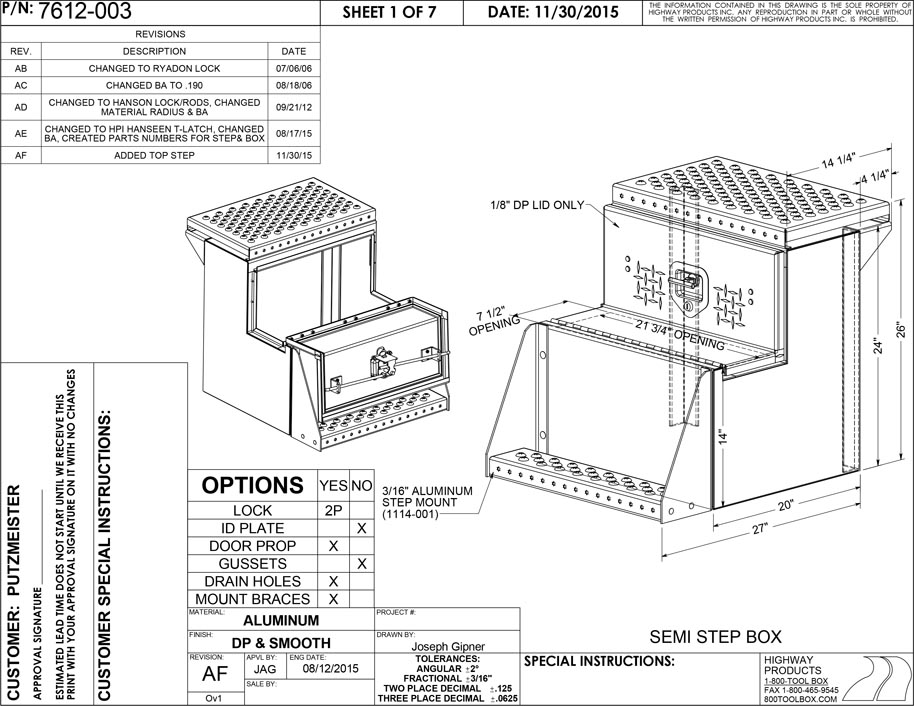 P/N: 7612-003
SHEET 1 OF 7
DATE: 11/30/2015
THE INFORMATION CONTAINED IN THIS DRAWING IS THE SOLE PROPERTY OF
HIGHWAY PRODUCTS INC. ANY REPRODUCTION IN PART OR WHOLE WITHOUT
THE WRITTEN PERMISSION OF HIGHWAY PRODUCTS INC. IS PROHIBITED.
REVISIONS
REV. DESCRIPTION DATE
AB CHANGED TO RYADON LOCK 07/06/06
AC CHANGED BA TO .190 08/18/06
AD CHANGED TO HANSON LOCK/RODS, CHANGED
MATERIAL RADIUS & BA 09/21/12
AE CHANGED TO HPI HANSEEN T-LATCH, CHANGED
BA, CREATED PARTS NUMBERS FOR STEP& BOX 08/17/15
AF ADDED TOP STEP 11/30/15
14 1/4"
4 1/4"
1/8" DP LID ONLY
7 1/2"
OPENING
21 3/4" OPENING
26"
24"
14"
20"
27"
3/16" ALUMINUM
STEP MOUNT
(1114-001)
CUSTOMER: PUTZMEISTER
APPROVAL SIGNATURE
ESTIMATED LEAD TIME DOES NOT START UNTIL WE RECEIVE THIS
PRINT WITH YOUR APPROVAL SIGNATURE ON IT WITH NO CHANGES
CUSTOMER SPECIAL INSTRUCTIONS:
OPTIONS YES NO
LOCK 2P
ID PLATE X
DOOR PROP X
GUSSETS X
DRAIN HOLES X
MOUNT BRACES X
MATERIAL:
ALUMINUM
PROJECT #:
FINISH:
DP & SMOOTH
DRAWN BY:
Joseph Gipner
REVISION:
AF
Ov1
APVL BY:
JAG
ENG DATE:
08/12/2015
SALE BY:
TOLERANCES:
ANGULAR ±2°
FRACTIONAL ±3/16"
TWO PLACE DECIMAL ±.125
THREE PLACE DECIMAL ±.0625
SEMI STEP BOX
SPECIAL INSTRUCTIONS:
HIGHWAY
PRODUCTS
1-800-TOOL BOX
FAX 1-800-465-9545
800TOOLBOX.COM